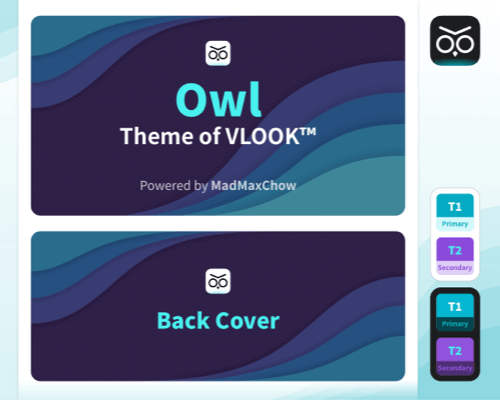 Owl
Theme of VLOOK™
Powered by MadMaxChow
Back Cover
T1
Primary
T2
Secondary
T1
Primary
T2
Secondary